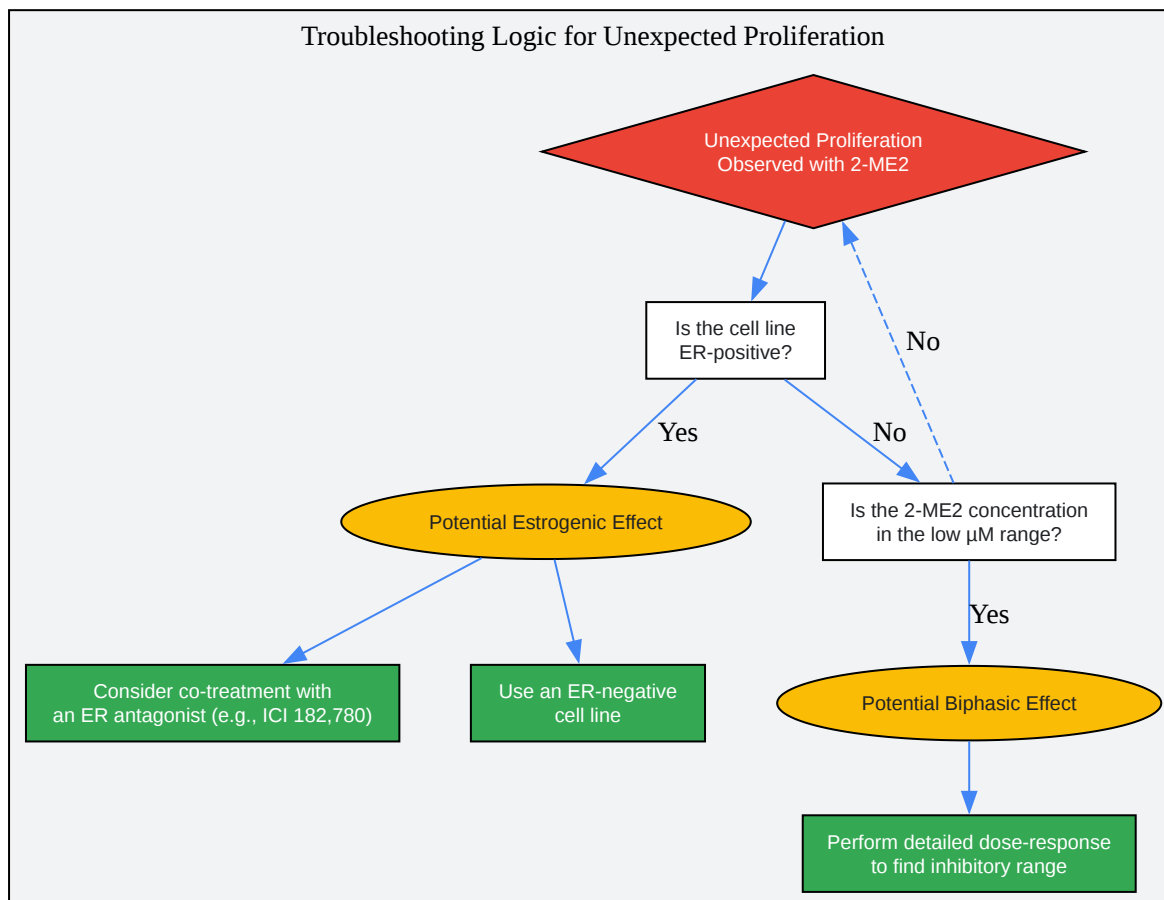 Troubleshooting Logic for Unexpected Proliferation
Unexpected Proliferation
Observed with 2-ME2
Is the cell line
ER-positive?
No
Yes
No
Potential Estrogenic Effect
Is the 2-ME2 concentration
in the low µM range?
Yes
Consider co-treatment with
an ER antagonist (e.g., ICI 182,780)
Use an ER-negative
cell line
Potential Biphasic Effect
Perform detailed dose-response
to find inhibitory range